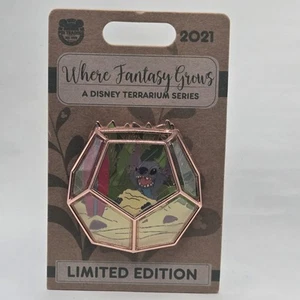 2021
Where Fantasy Grows
A DISNEY TERRARIUM SERIES
LIMITED EDITION